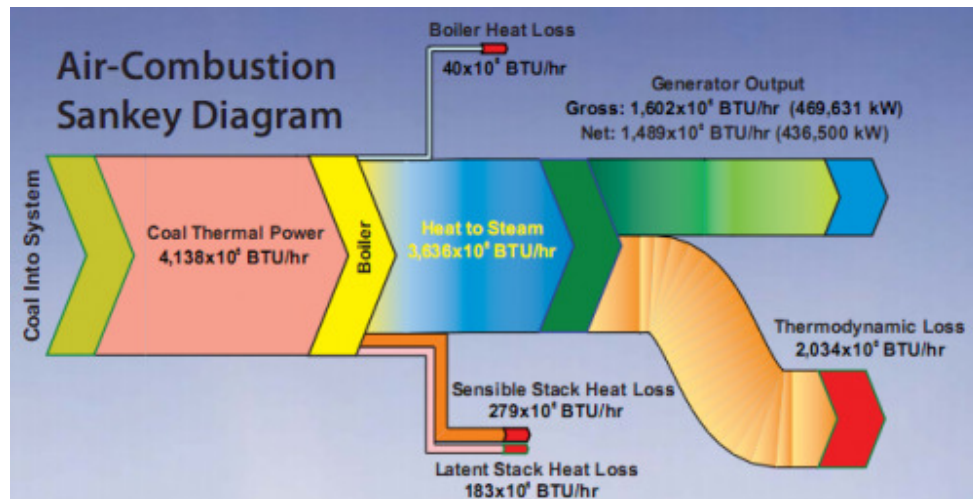 Air-Combustion
Sankey Diagram
Boiler Heat Loss
40x10⁶ BTU/hr
Generator Output
Gross: 1,602x10⁶ BTU/hr (469,631 kW)
Net: 1,489x10⁶ BTU/hr (436,500 kW)
Coal Into System
Coal Thermal Power
4,138x10⁶ BTU/hr
Boiler
Heat to Steam
3,636x10⁶ BTU/hr
Thermodynamic Loss
2,034x10⁶ BTU/hr
Sensible Stack Heat Loss
279x10⁶ BTU/hr
Latent Stack Heat Loss
183x10⁶ BTU/hr